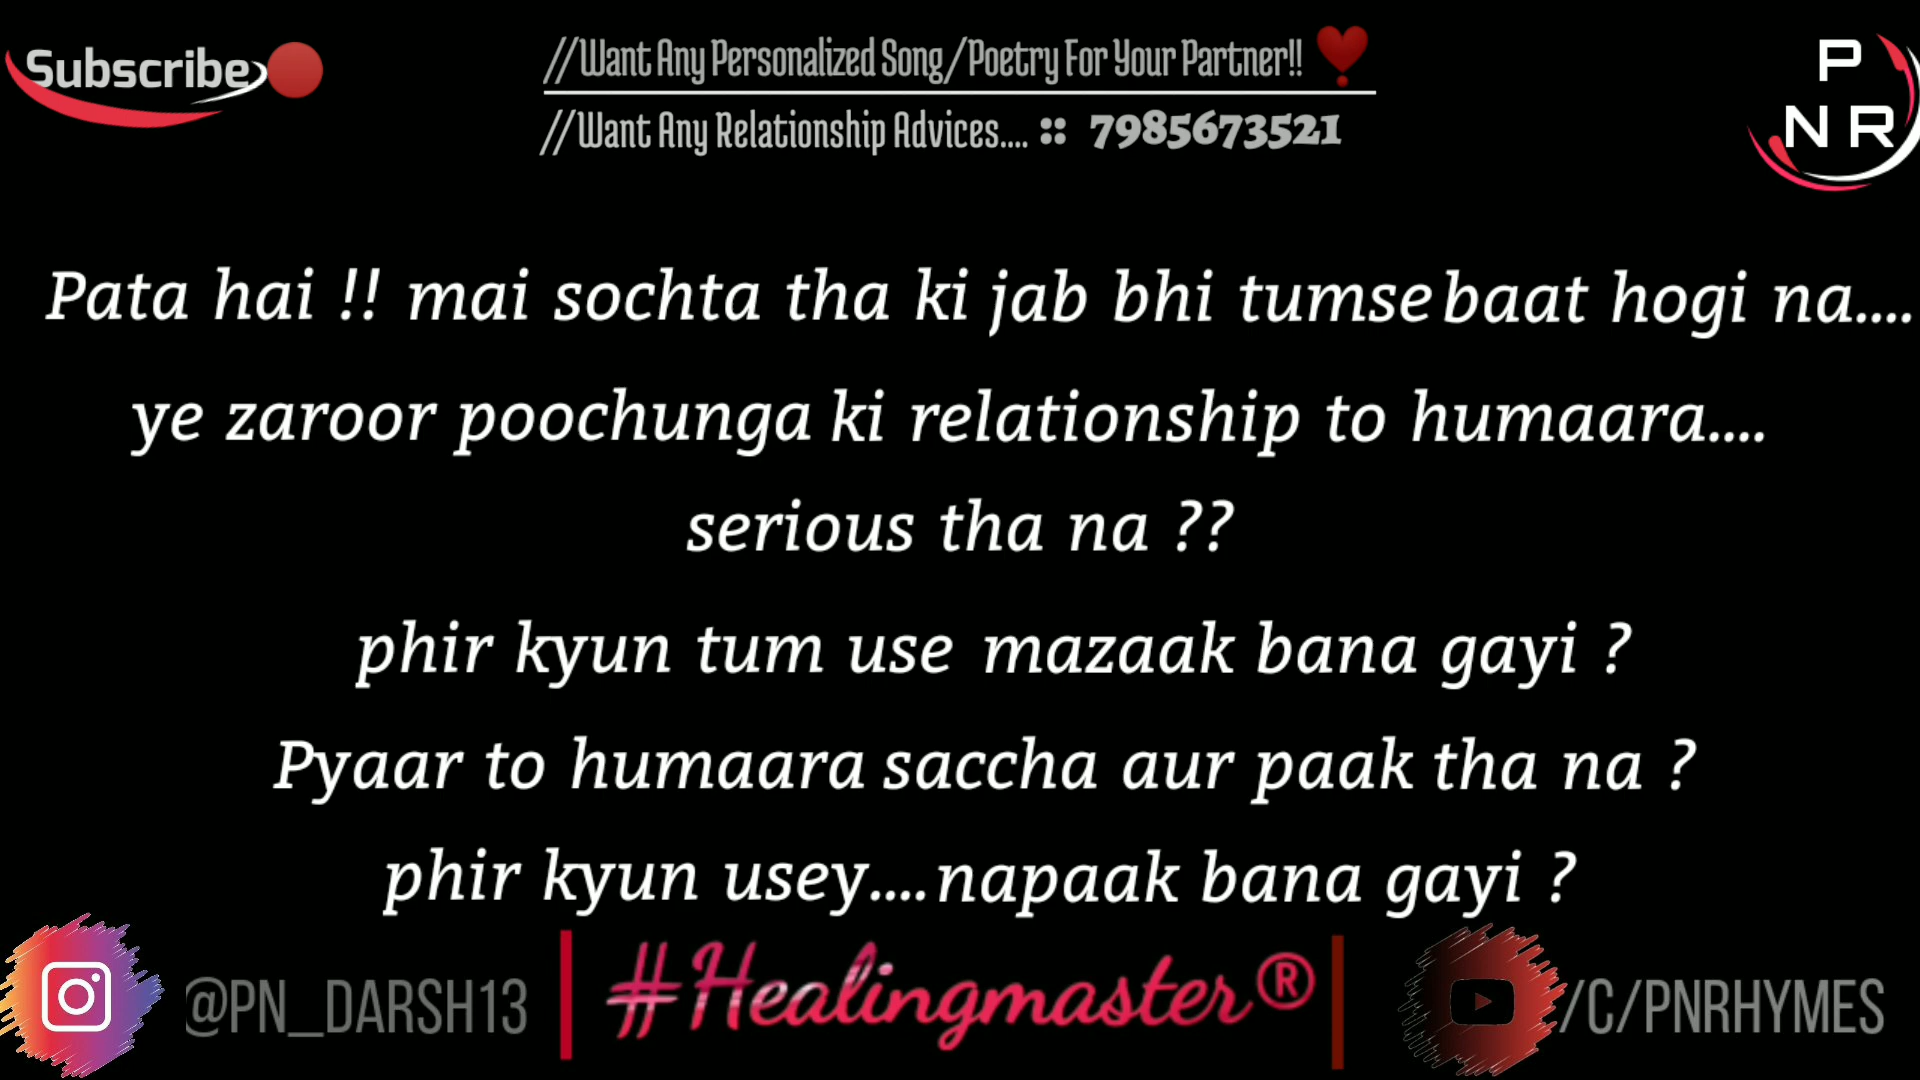 Subscribe
//Want Any Personalized Song/Poetry For Your Partner!!
//Want Any Relationship Advices.... :: 7985673521
P
NR
Pata hai !! mai sochta tha ki jab bhi tumse baat hogi na....
ye zaroor poochunga ki relationship to humaara....
serious tha na ??
phir kyun tum use mazaak bana gayi ?
Pyaar to humaara saccha aur paak tha na ?
phir kyun usey....napaak bana gayi ?
@PN_DARSH13
#Healingmaster®
/C/PNRHYMES